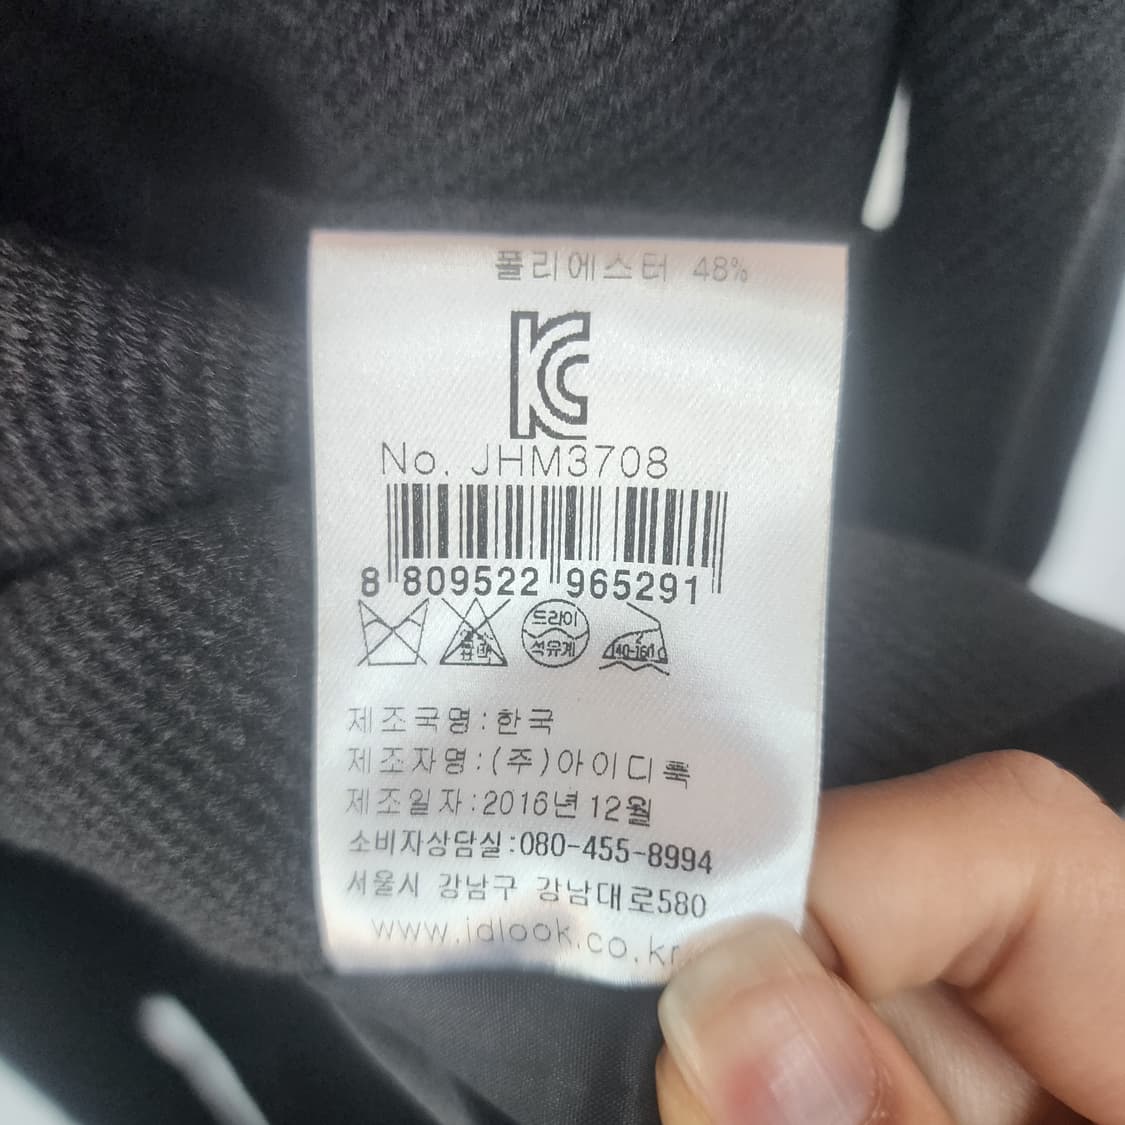 폴리에스터 48%
KC
No. JHM3708
8 809522 965291
드라이
석유계
140-160℃
제조국명:한국
제조자명:(주)아이디룩
제조일자:2016년 12월
소비자상담실:080-455-8994
서울시 강남구 강남대로580
www.idlook.co.kr